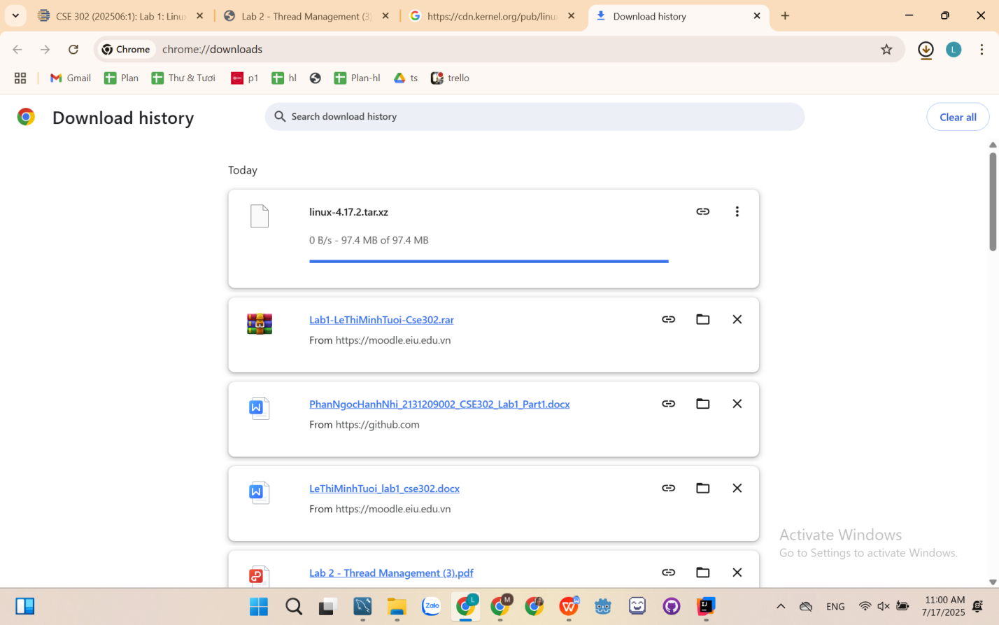 CSE 302 (202506:1): Lab 1: Linu
Lab 2 - Thread Management (3)
https://cdn.kernel.org/pub/linu
Download history
Chrome
chrome://downloads
L
Gmail
Plan
Thư & Tươi
p1
hl
Plan-hl
ts
trello
Download history
Search download history
Clear all
Today
linux-4.17.2.tar.xz
0 B/s - 97.4 MB of 97.4 MB
Lab1-LeThiMinhTuoi-Cse302.rar
From https://moodle.eiu.edu.vn
PhanNgocHanhNhi_2131209002_CSE302_Lab1_Part1.docx
From https://github.com
LeThiMinhTuoi_lab1_cse302.docx
From https://moodle.eiu.edu.vn
Activate Windows
Go to Settings to activate Windows.
Lab 2 - Thread Management (3).pdf
Zalo
L
M
ENG
11:00 AM
7/17/2025